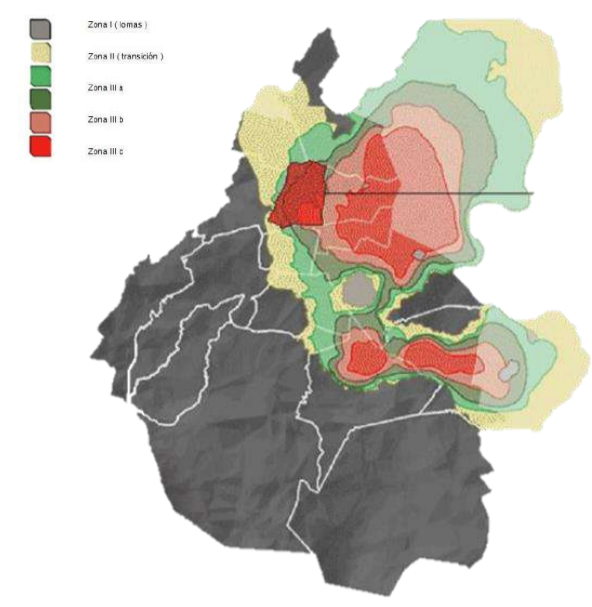 Zona I ( lomas )
Zona II ( transición )
Zona III a
Zona III b
Zona III c